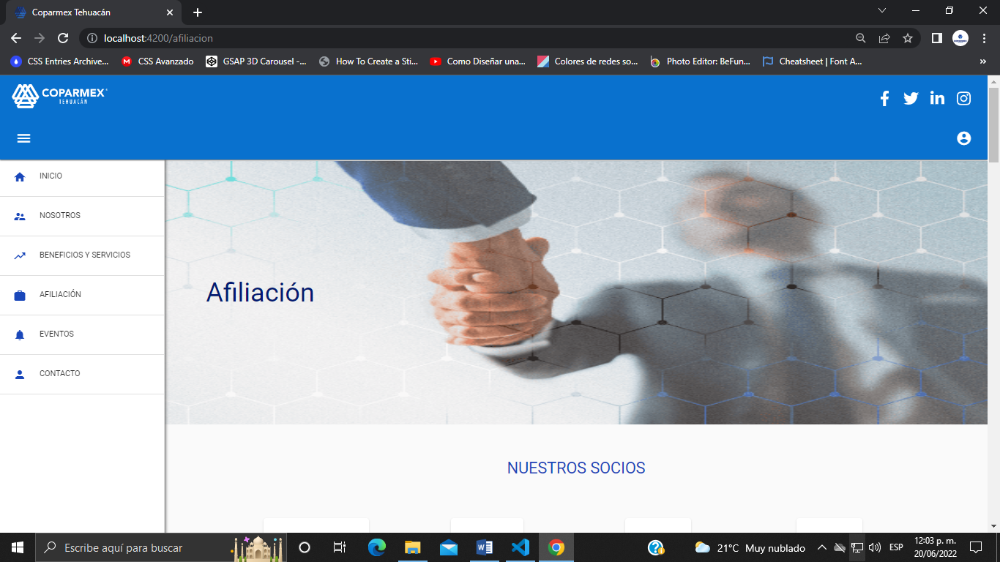 Coparmex Tehuacán
localhost:4200/afiliacion
CSS Entries Archive...
CSS Avanzado
GSAP 3D Carousel -...
How To Create a Sti...
Como Diseñar una...
Colores de redes so...
Photo Editor: BeFun...
Cheatsheet | Font A...
»
COPARMEX
TEHUACÁN
INICIO
NOSOTROS
BENEFICIOS Y SERVICIOS
AFILIACIÓN
EVENTOS
CONTACTO
Afiliación
NUESTROS SOCIOS
Escribe aquí para buscar
21°C Muy nublado
ESP
12:03 p. m.
20/06/2022